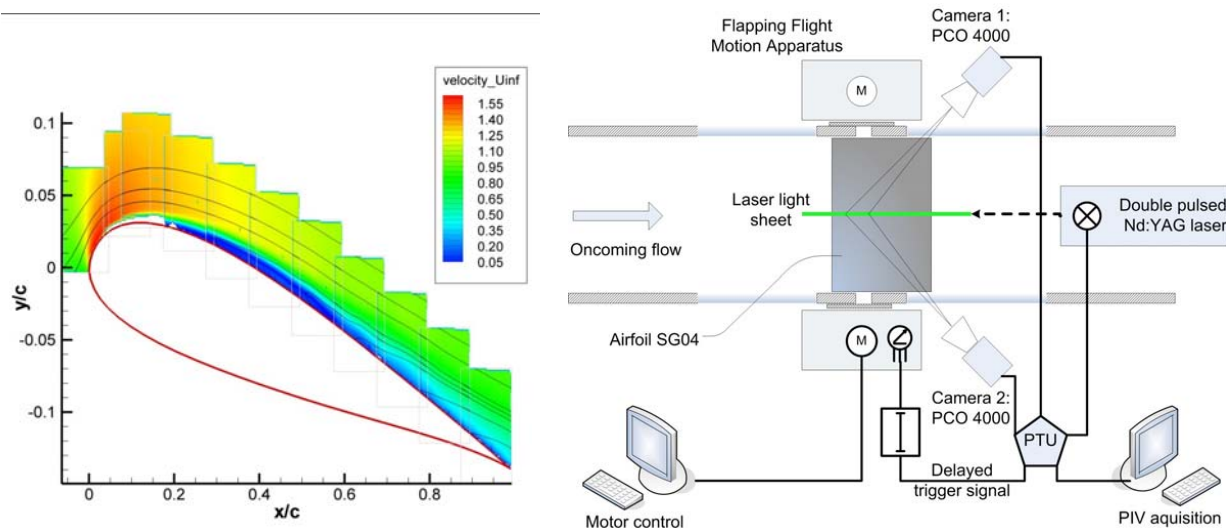 velocity_Uinf
1.55
1.40
1.25
1.10
0.95
0.80
0.65
0.50
0.35
0.20
0.05
0.1
0.05
0
-0.05
-0.1
y/c
0
0.2
0.4
0.6
0.8
x/c
Flapping Flight
Motion Apparatus
Camera 1:
PCO 4000
M
Laser light
sheet
Oncoming flow
Double pulsed
Nd:YAG laser
Airfoil SG04
M
Camera 2:
PCO 4000
PTU
Delayed
trigger signal
Motor control
PIV aquisition